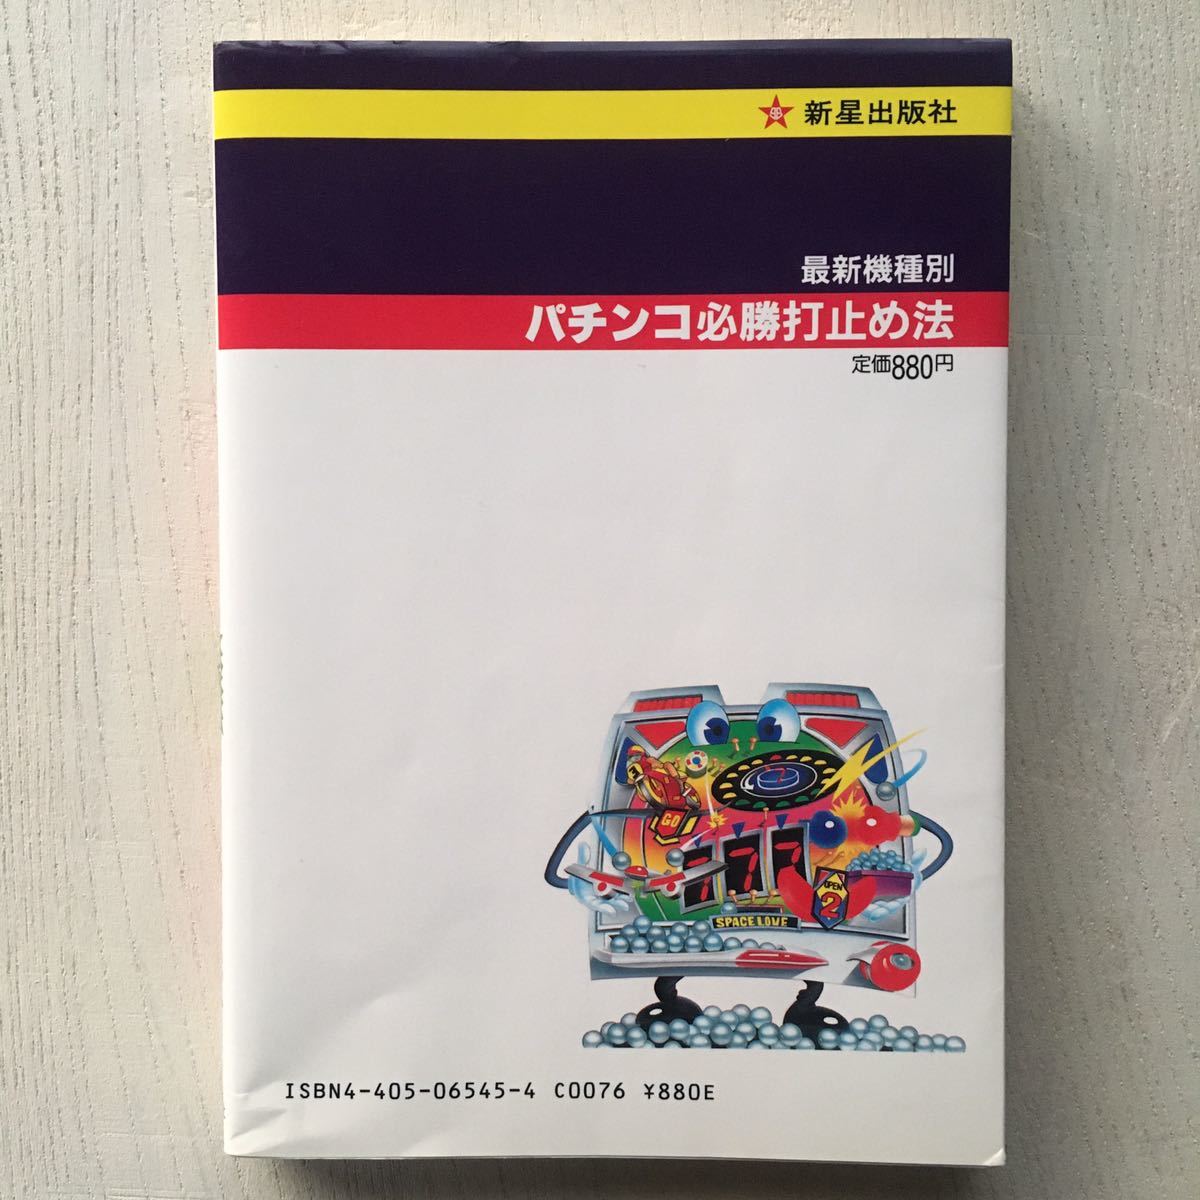 新星出版社
最新機種別
パチンコ必勝打止め法
定価880円
GO
777
OPEN
2
SPACE LOVE
ISBN4-405-06545-4 C0076 ¥880E